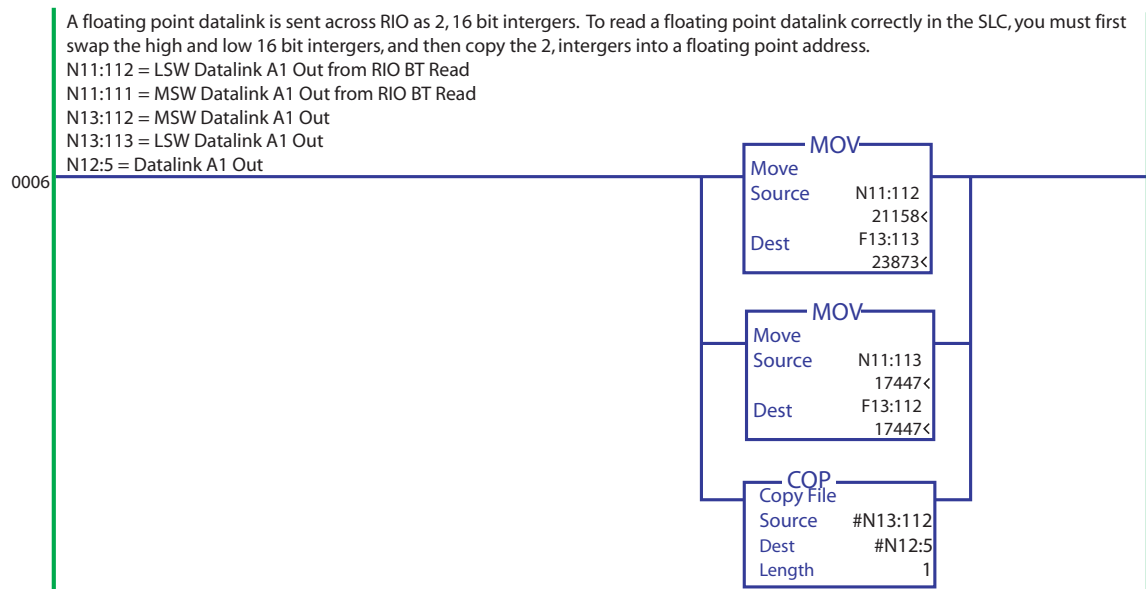 A floating point datalink is sent across RIO as 2, 16 bit intergers. To read a floating point datalink correctly in the SLC, you must first
swap the high and low 16 bit intergers, and then copy the 2, intergers into a floating point address.
N11:112 = LSW Datalink A1 Out from RIO BT Read
N11:111 = MSW Datalink A1 Out from RIO BT Read
N13:112 = MSW Datalink A1 Out
N13:113 = LSW Datalink A1 Out
N12:5 = Datalink A1 Out
0006
MOV
Move
Source N11:112
21158<
Dest F13:113
23873<
MOV
Move
Source N11:113
17447<
Dest F13:112
17447<
COP
Copy File
Source #N13:112
Dest #N12:5
Length 1